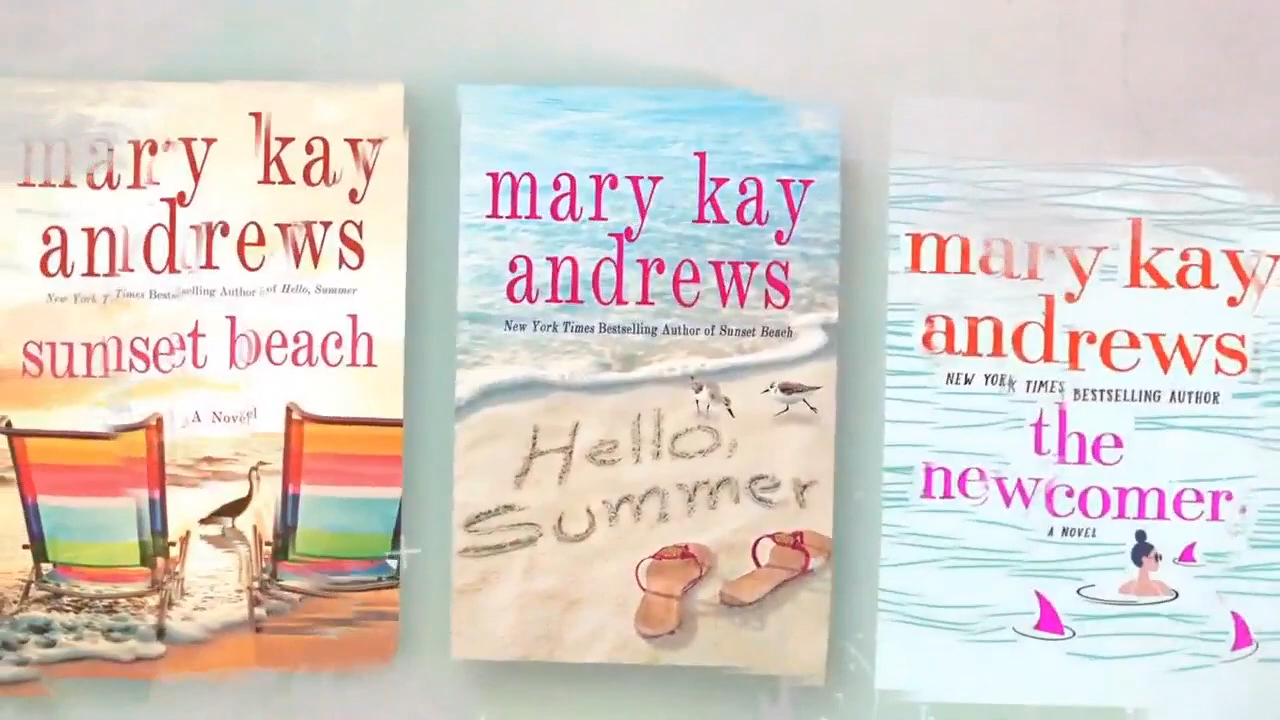 mary kay
andrews
New York Times Bestselling Author of Hello, Summer
sunset beach
A Novel
mary kay
andrews
New York Times Bestselling Author of Sunset Beach
Hello,
Summer
mary kay
andrews
NEW YORK TIMES BESTSELLING AUTHOR
the
newcomer
A NOVEL